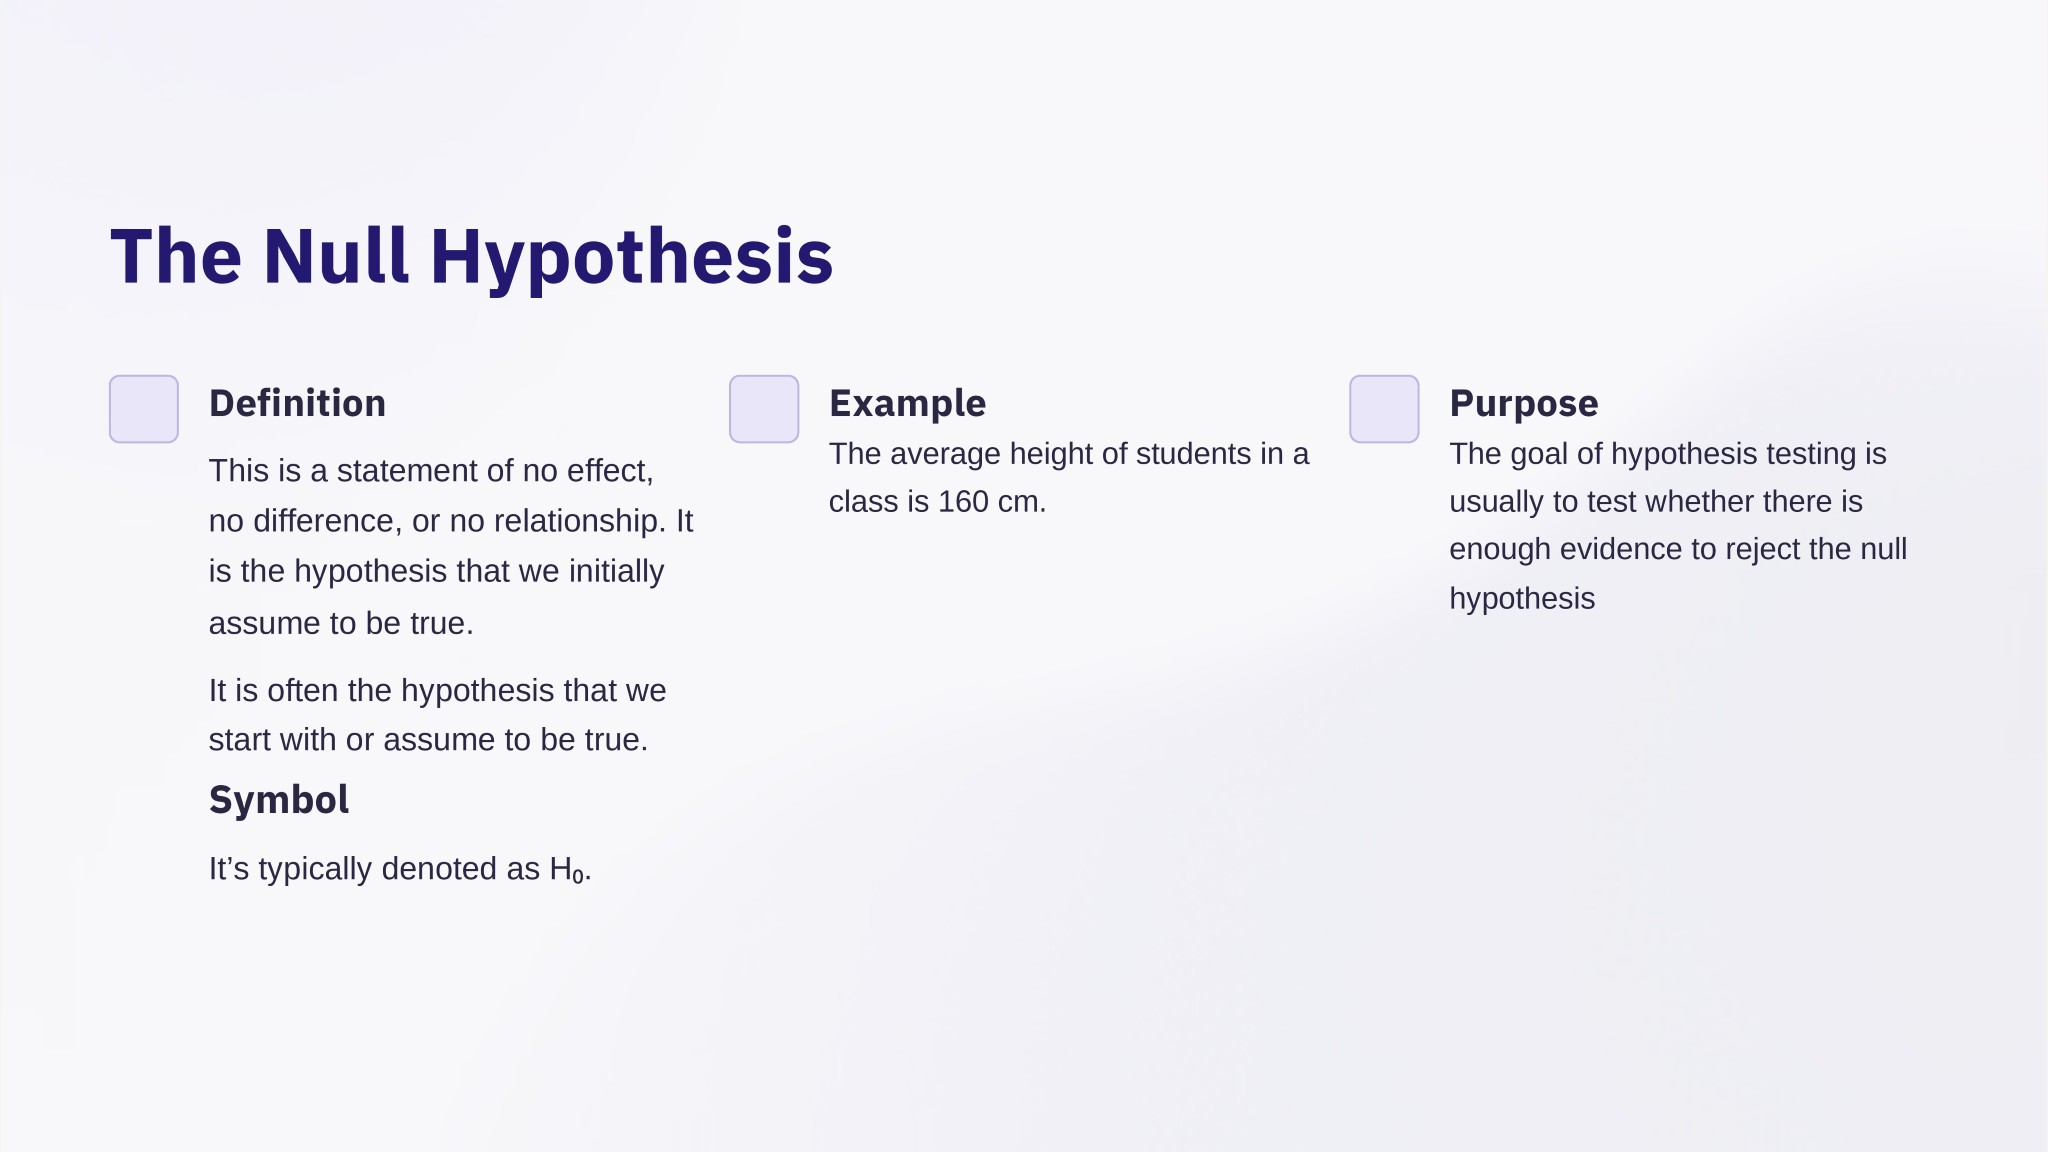 The Null Hypothesis
Definition
This is a statement of no effect,
no difference, or no relationship. It
is the hypothesis that we initially
assume to be true.
It is often the hypothesis that we
start with or assume to be true.
Symbol
It’s typically denoted as H₀.
Example
The average height of students in a
class is 160 cm.
Purpose
The goal of hypothesis testing is
usually to test whether there is
enough evidence to reject the null
hypothesis